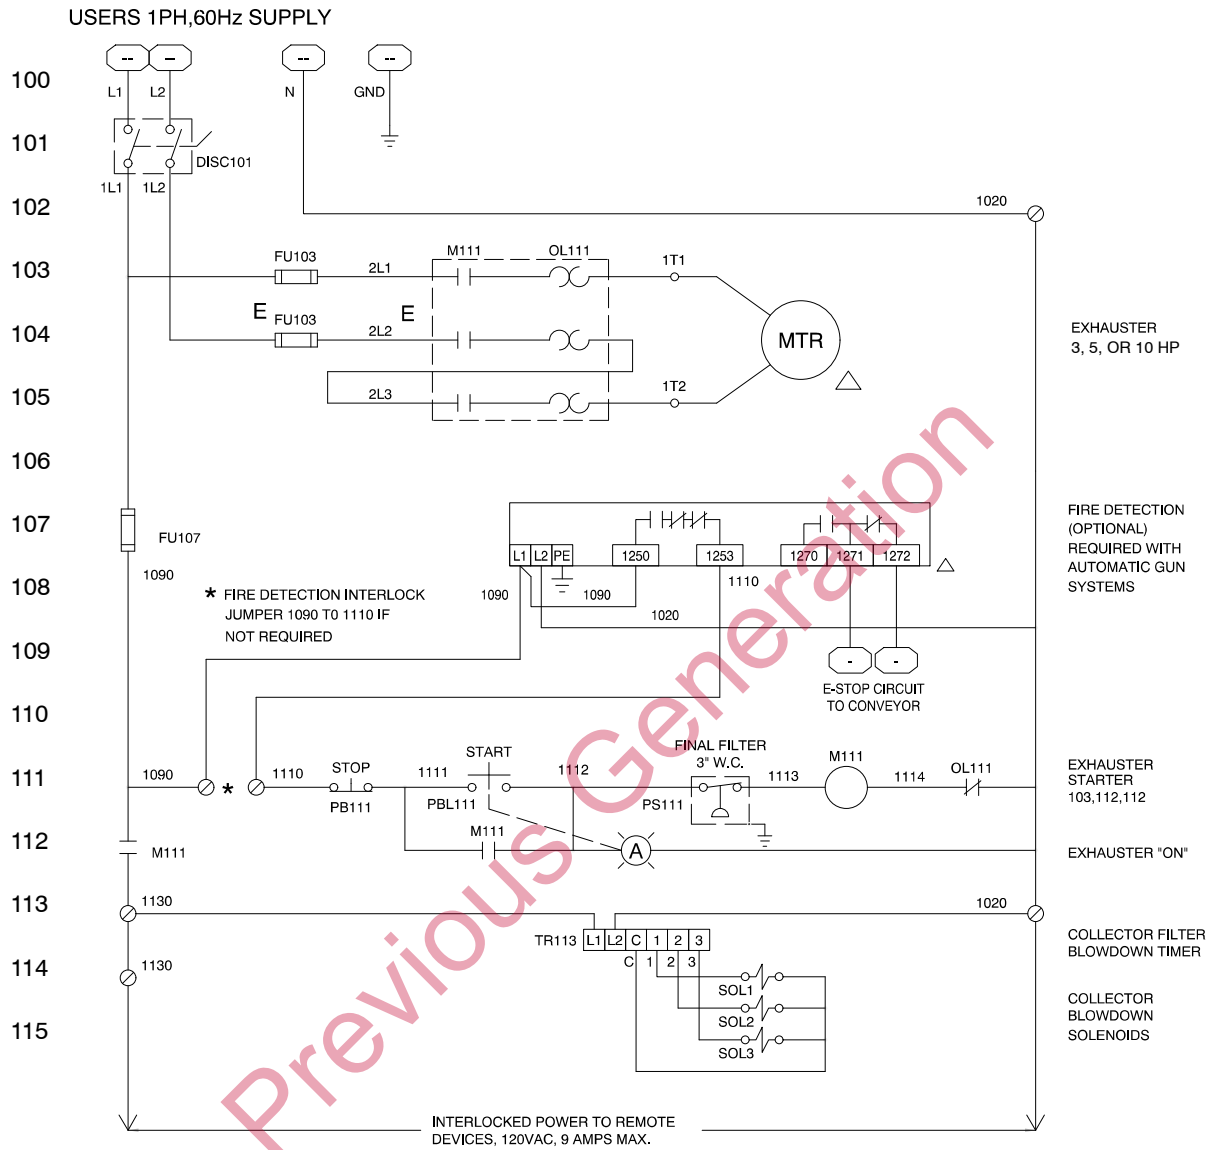 USERS 1PH,60Hz SUPPLY
-- – -- --
100
L1 L2 N GND
101
DISC101
1L1 1L2
102
1020
103
FU103 2L1 M111 OL111 1T1
E FU103 2L2 E
104
MTR
EXHAUSTER
3, 5, OR 10 HP
105
2L3 1T2
106
107
FU107
1090
L1 L2 PE 1250 1253 1270 1271 1272
FIRE DETECTION
(OPTIONAL)
REQUIRED WITH
AUTOMATIC GUN
SYSTEMS
108
* FIRE DETECTION INTERLOCK
JUMPER 1090 T0 1110 IF
NOT REQUIRED
1090 1090 1110
1020
109
- -
E-STOP CIRCUIT
TO CONVEYOR
110
111
1090 * 1110 STOP PB111 1111 START PBL111 1112
FINAL FILTER
3" W.C.
PS111 1113 M111 1114 OL111
EXHAUSTER
STARTER
103,112,112
112
M111 M111 A
EXHAUSTER "ON"
113
1130 1020
TR113 L1 L2 C 1 2 3
COLLECTOR FILTER
BLOWDOWN TIMER
114
1130
C 1 2 3
SOL1
SOL2
SOL3
COLLECTOR
BLOWDOWN
SOLENOIDS
115
INTERLOCKED POWER TO REMOTE
DEVICES, 120VAC, 9 AMPS MAX.
Previous Generation